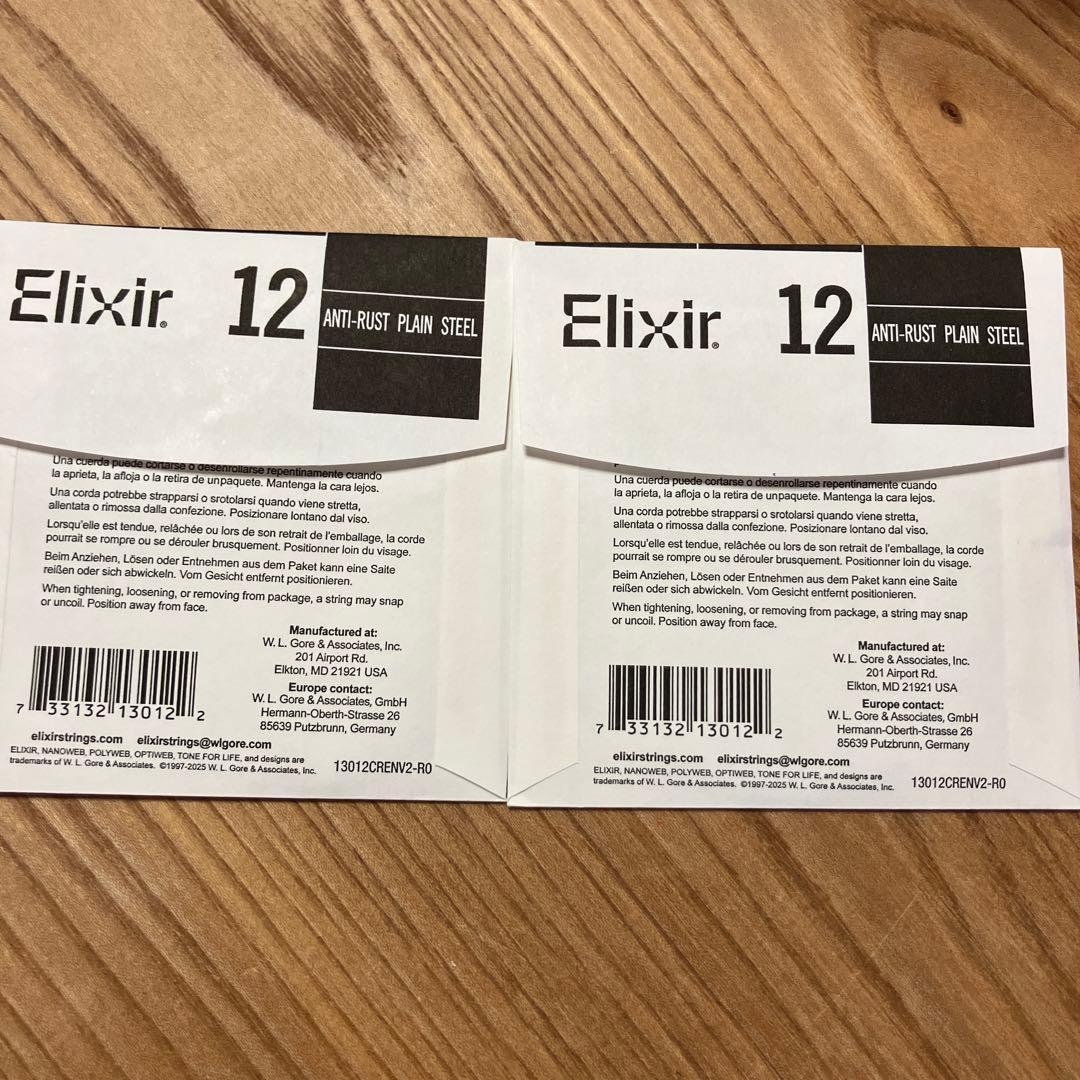 Elixir®
12
ANTI-RUST PLAIN STEEL
Una cuerda puede cortarse o desenrollarse repentinamente cuando
la aprieta, la afloja o la retira de unpaquete. Mantenga la cara lejos.
Una corda potrebbe strapparsi o srotolarsi quando viene stretta,
allentata o rimossa dalla confezione. Posizionare lontano dal viso.
Lorsqu'elle est tendue, relâchée ou lors de son retrait de l'emballage, la corde
pourrait se rompre ou se dérouler brusquement. Positionner loin du visage.
Beim Anziehen, Lösen oder Entnehmen aus dem Paket kann eine Saite
reißen oder sich abwickeln. Vom Gesicht entfernt positionieren.
When tightening, loosening, or removing from package, a string may snap
or uncoil. Position away from face.
Manufactured at:
W. L. Gore & Associates, Inc.
201 Airport Rd.
Elkton, MD 21921 USA
Europe contact:
W. L. Gore & Associates, GmbH
Hermann-Oberth-Strasse 26
85639 Putzbrunn, Germany
7 33132 13012 2
elixirstrings.com elixirstrings@wlgore.com
ELIXIR, NANOWEB, POLYWEB, OPTIWEB, TONE FOR LIFE, and designs are
trademarks of W. L. Gore & Associates. ©1997-2025 W. L. Gore & Associates, Inc.
13012CRENV2-R0
Elixir®
12
ANTI-RUST PLAIN STEEL
Una cuerda puede cortarse o desenrollarse repentinamente cuando
la aprieta, la afloja o la retira de unpaquete. Mantenga la cara lejos.
Una corda potrebbe strapparsi o srotolarsi quando viene stretta,
allentata o rimossa dalla confezione. Posizionare lontano dal viso.
Lorsqu'elle est tendue, relâchée ou lors de son retrait de l'emballage, la corde
pourrait se rompre ou se dérouler brusquement. Positionner loin du visage.
Beim Anziehen, Lösen oder Entnehmen aus dem Paket kann eine Saite
reißen oder sich abwickeln. Vom Gesicht entfernt positionieren.
When tightening, loosening, or removing from package, a string may snap
or uncoil. Position away from face.
Manufactured at:
W. L. Gore & Associates, Inc.
201 Airport Rd.
Elkton, MD 21921 USA
Europe contact:
W. L. Gore & Associates, GmbH
Hermann-Oberth-Strasse 26
85639 Putzbrunn, Germany
7 33132 13012 2
elixirstrings.com elixirstrings@wlgore.com
ELIXIR, NANOWEB, POLYWEB, OPTIWEB, TONE FOR LIFE, and designs are
trademarks of W. L. Gore & Associates. ©1997-2025 W. L. Gore & Associates, Inc.
13012CRENV2-R0